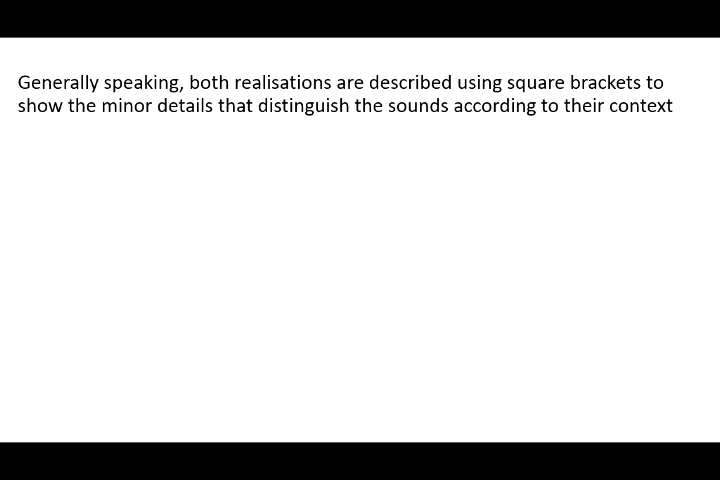 Generally speaking, both realisations are described using square brackets to
show the minor details that distinguish the sounds according to their context